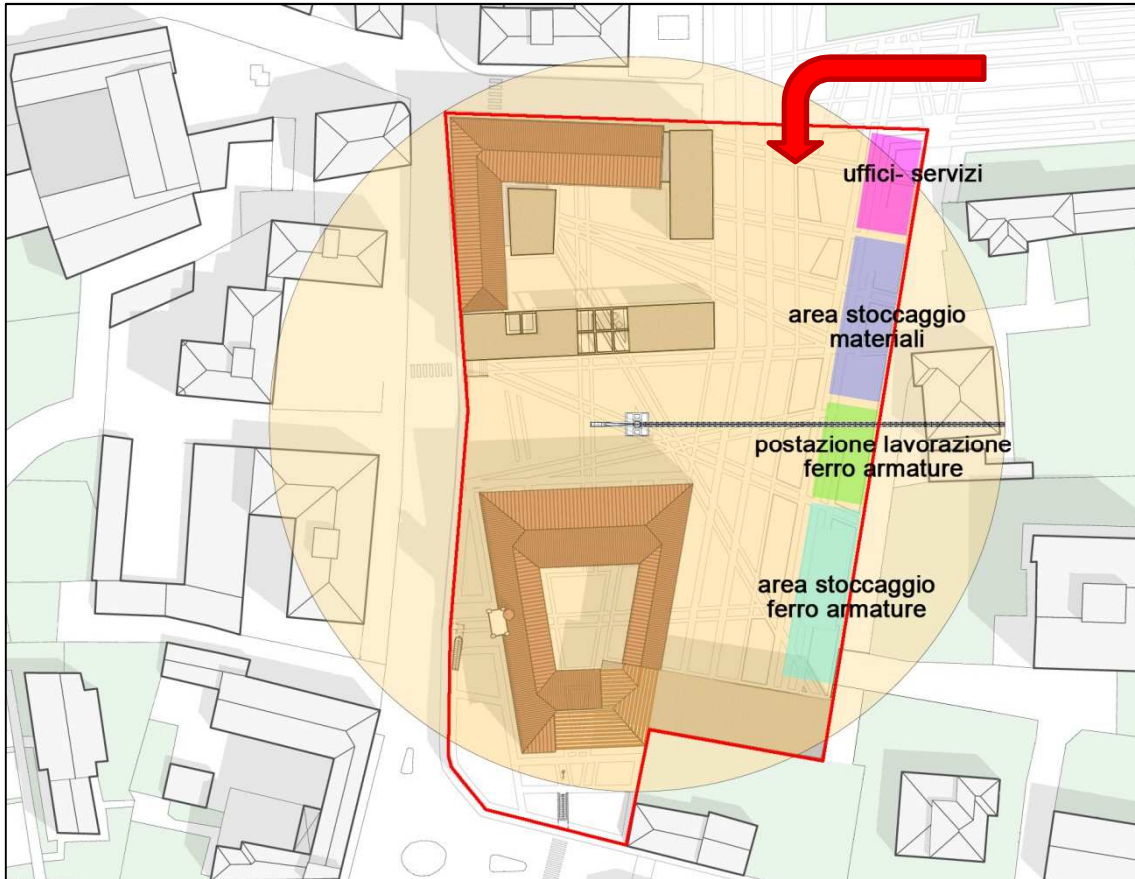 uffici- servizi
area stoccaggio
materiali
postazione lavorazione
ferro armature
area stoccaggio
ferro armature